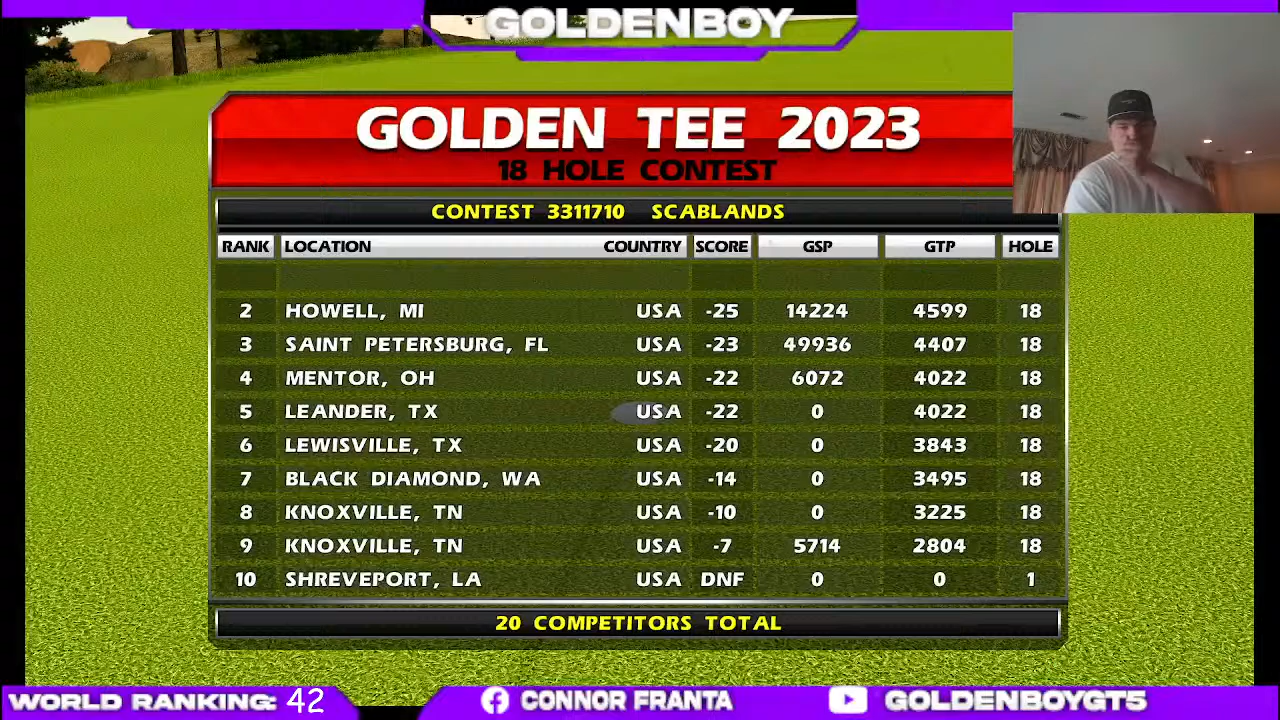 GOLDENBOY
GOLDEN TEE 2023
18 HOLE CONTEST
CONTEST 3311710 SCABLANDS
RANK LOCATION COUNTRY SCORE GSP GTP HOLE
2 HOWELL, MI USA -25 14224 4599 18
3 SAINT PETERSBURG, FL USA -23 49936 4407 18
4 MENTOR, OH USA -22 6072 4022 18
5 LEANDER, TX USA -22 0 4022 18
6 LEWISVILLE, TX USA -20 0 3843 18
7 BLACK DIAMOND, WA USA -14 0 3495 18
8 KNOXVILLE, TN USA -10 0 3225 18
9 KNOXVILLE, TN USA -7 5714 2804 18
10 SHREVEPORT, LA USA DNF 0 0 1
20 COMPETITORS TOTAL
WORLD RANKING: 42 CONNOR FRANTA GOLDENBOYGT5